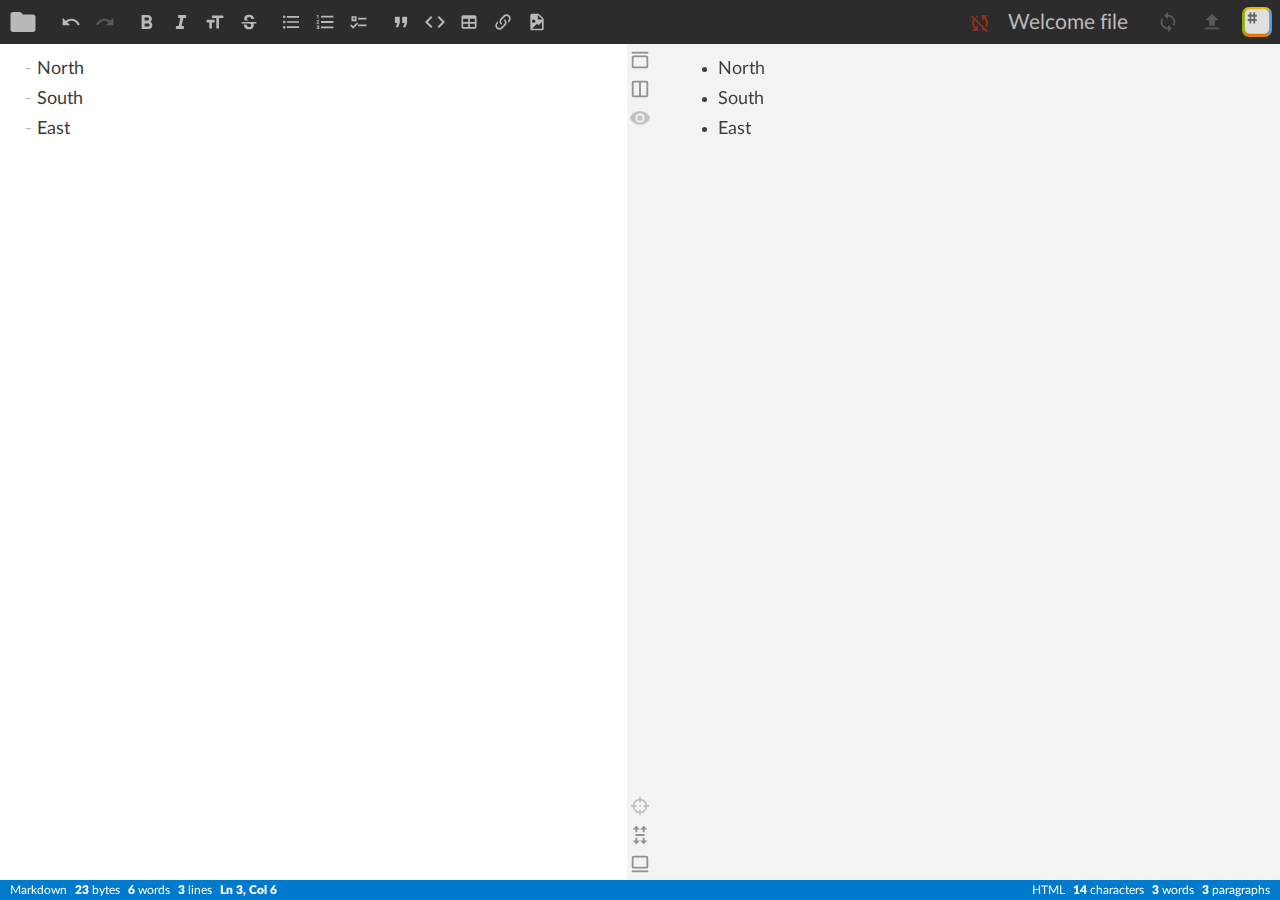 Welcome file
- North
- South
- East
North
South
East
Markdown 23 bytes 6 words 3 lines Ln 3, Col 6
HTML 14 characters 3 words 3 paragraphs